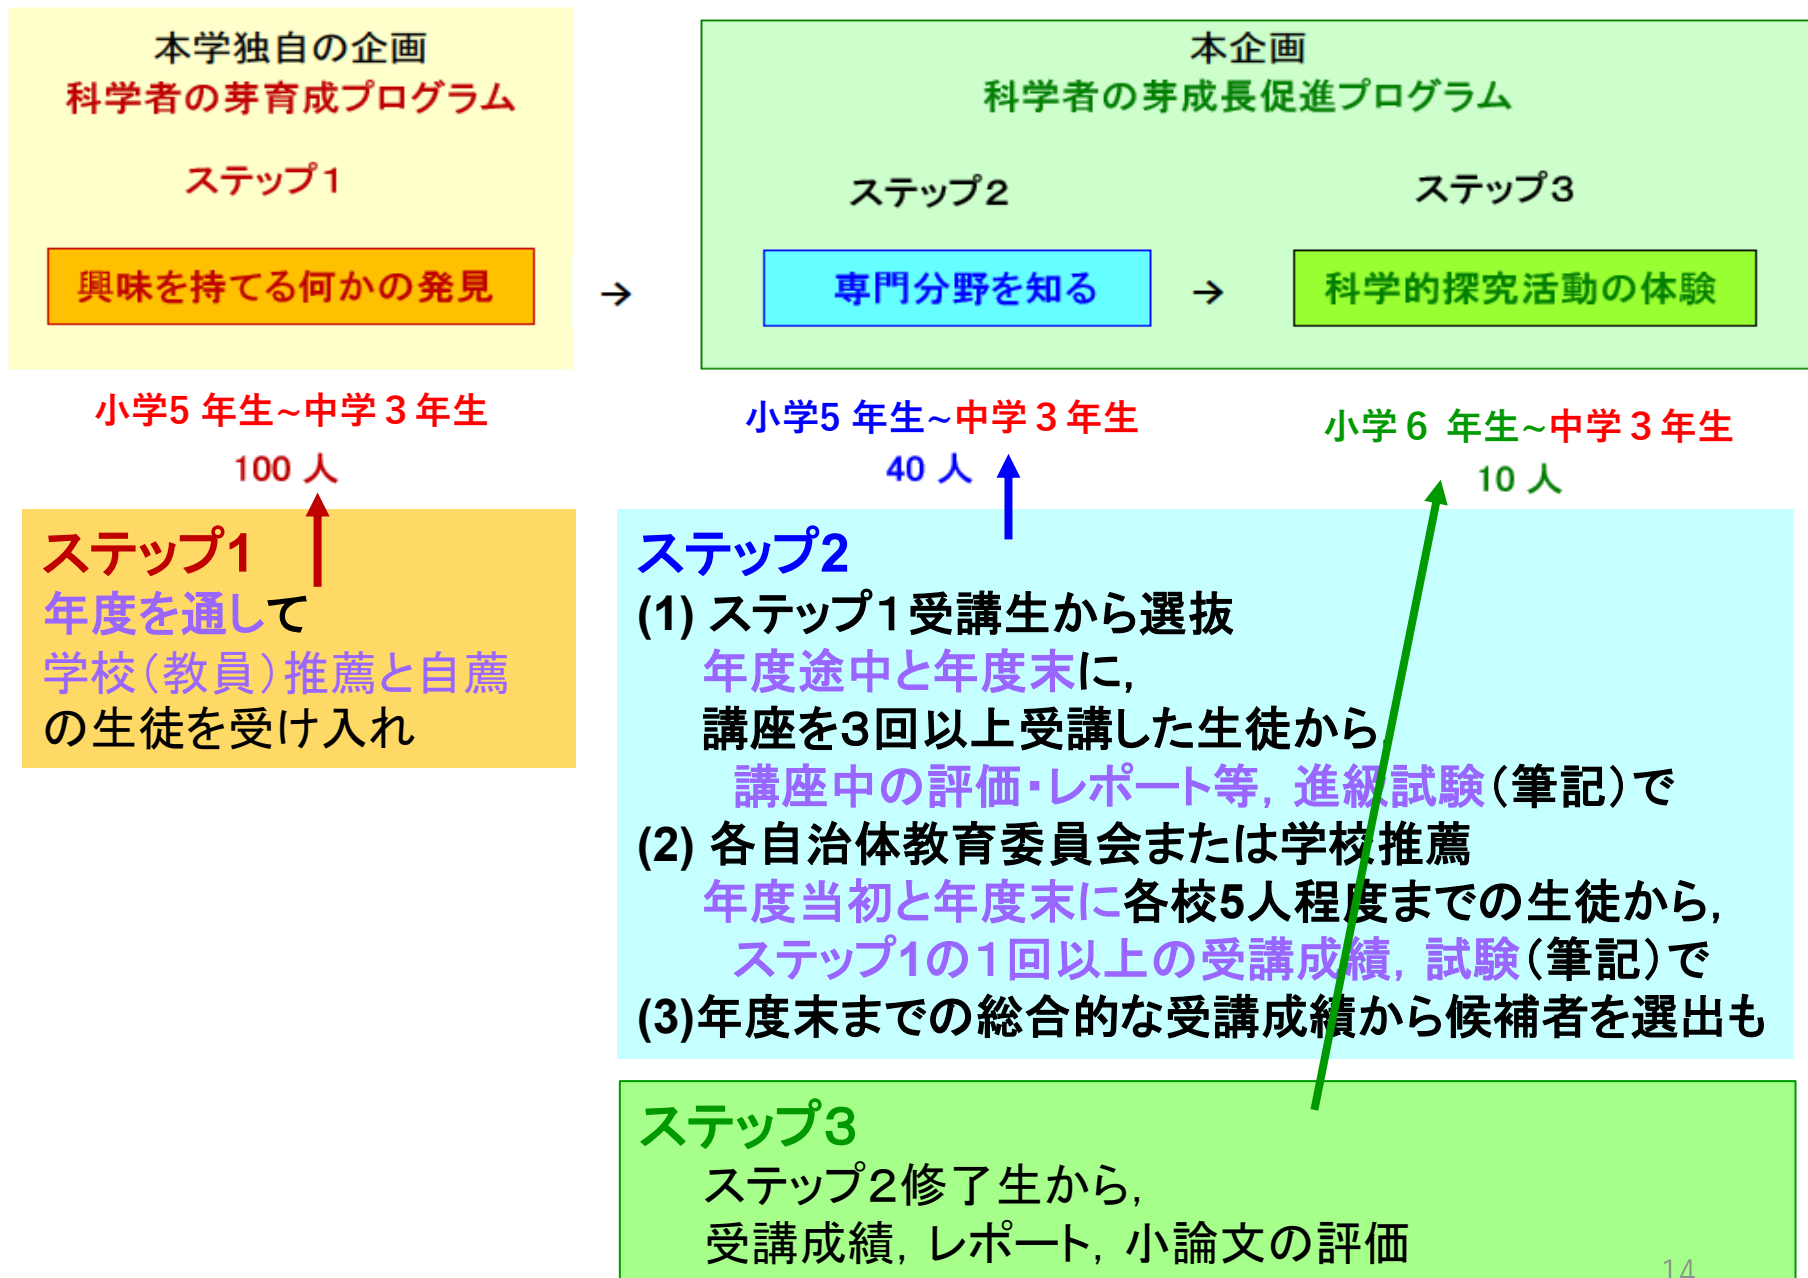 本学独自の企画
科学者の芽育成プログラム
ステップ１
興味を持てる何かの発見
→
本企画
科学者の芽成長促進プログラム
ステップ２
ステップ３
専門分野を知る
→
科学的探究活動の体験
小学5 年生~中学３年生
100 人
小学5 年生~中学３年生
40 人
小学６ 年生~中学３年生
10 人
ステップ1
年度を通して
学校（教員）推薦と自薦
の生徒を受け入れ
ステップ2
(1) ステップ１受講生から選抜
年度途中と年度末に,
講座を3回以上受講した生徒から,
講座中の評価・レポート等, 進級試験（筆記）で
(2) 各自治体教育委員会または学校推薦
年度当初と年度末に各校5人程度までの生徒から,
ステップ1の１回以上の受講成績, 試験（筆記）で
(3)年度末までの総合的な受講成績から候補者を選出も
ステップ3
ステップ2修了生から,
受講成績, レポート, 小論文の評価
14